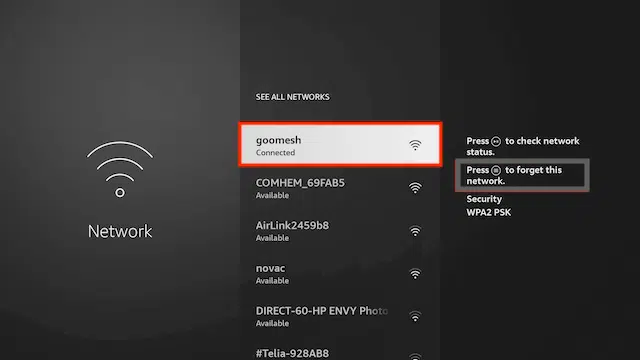 SEE ALL NETWORKS
goomesh
Connected
COMHEM_69FAB5
Available
AirLink2459b8
Available
novac
Available
DIRECT-60-HP ENVY Photo
Available
#Telia-928AB8
Network
Press to check network
status.
Press to forget this
network.
Security
WPA2 PSK